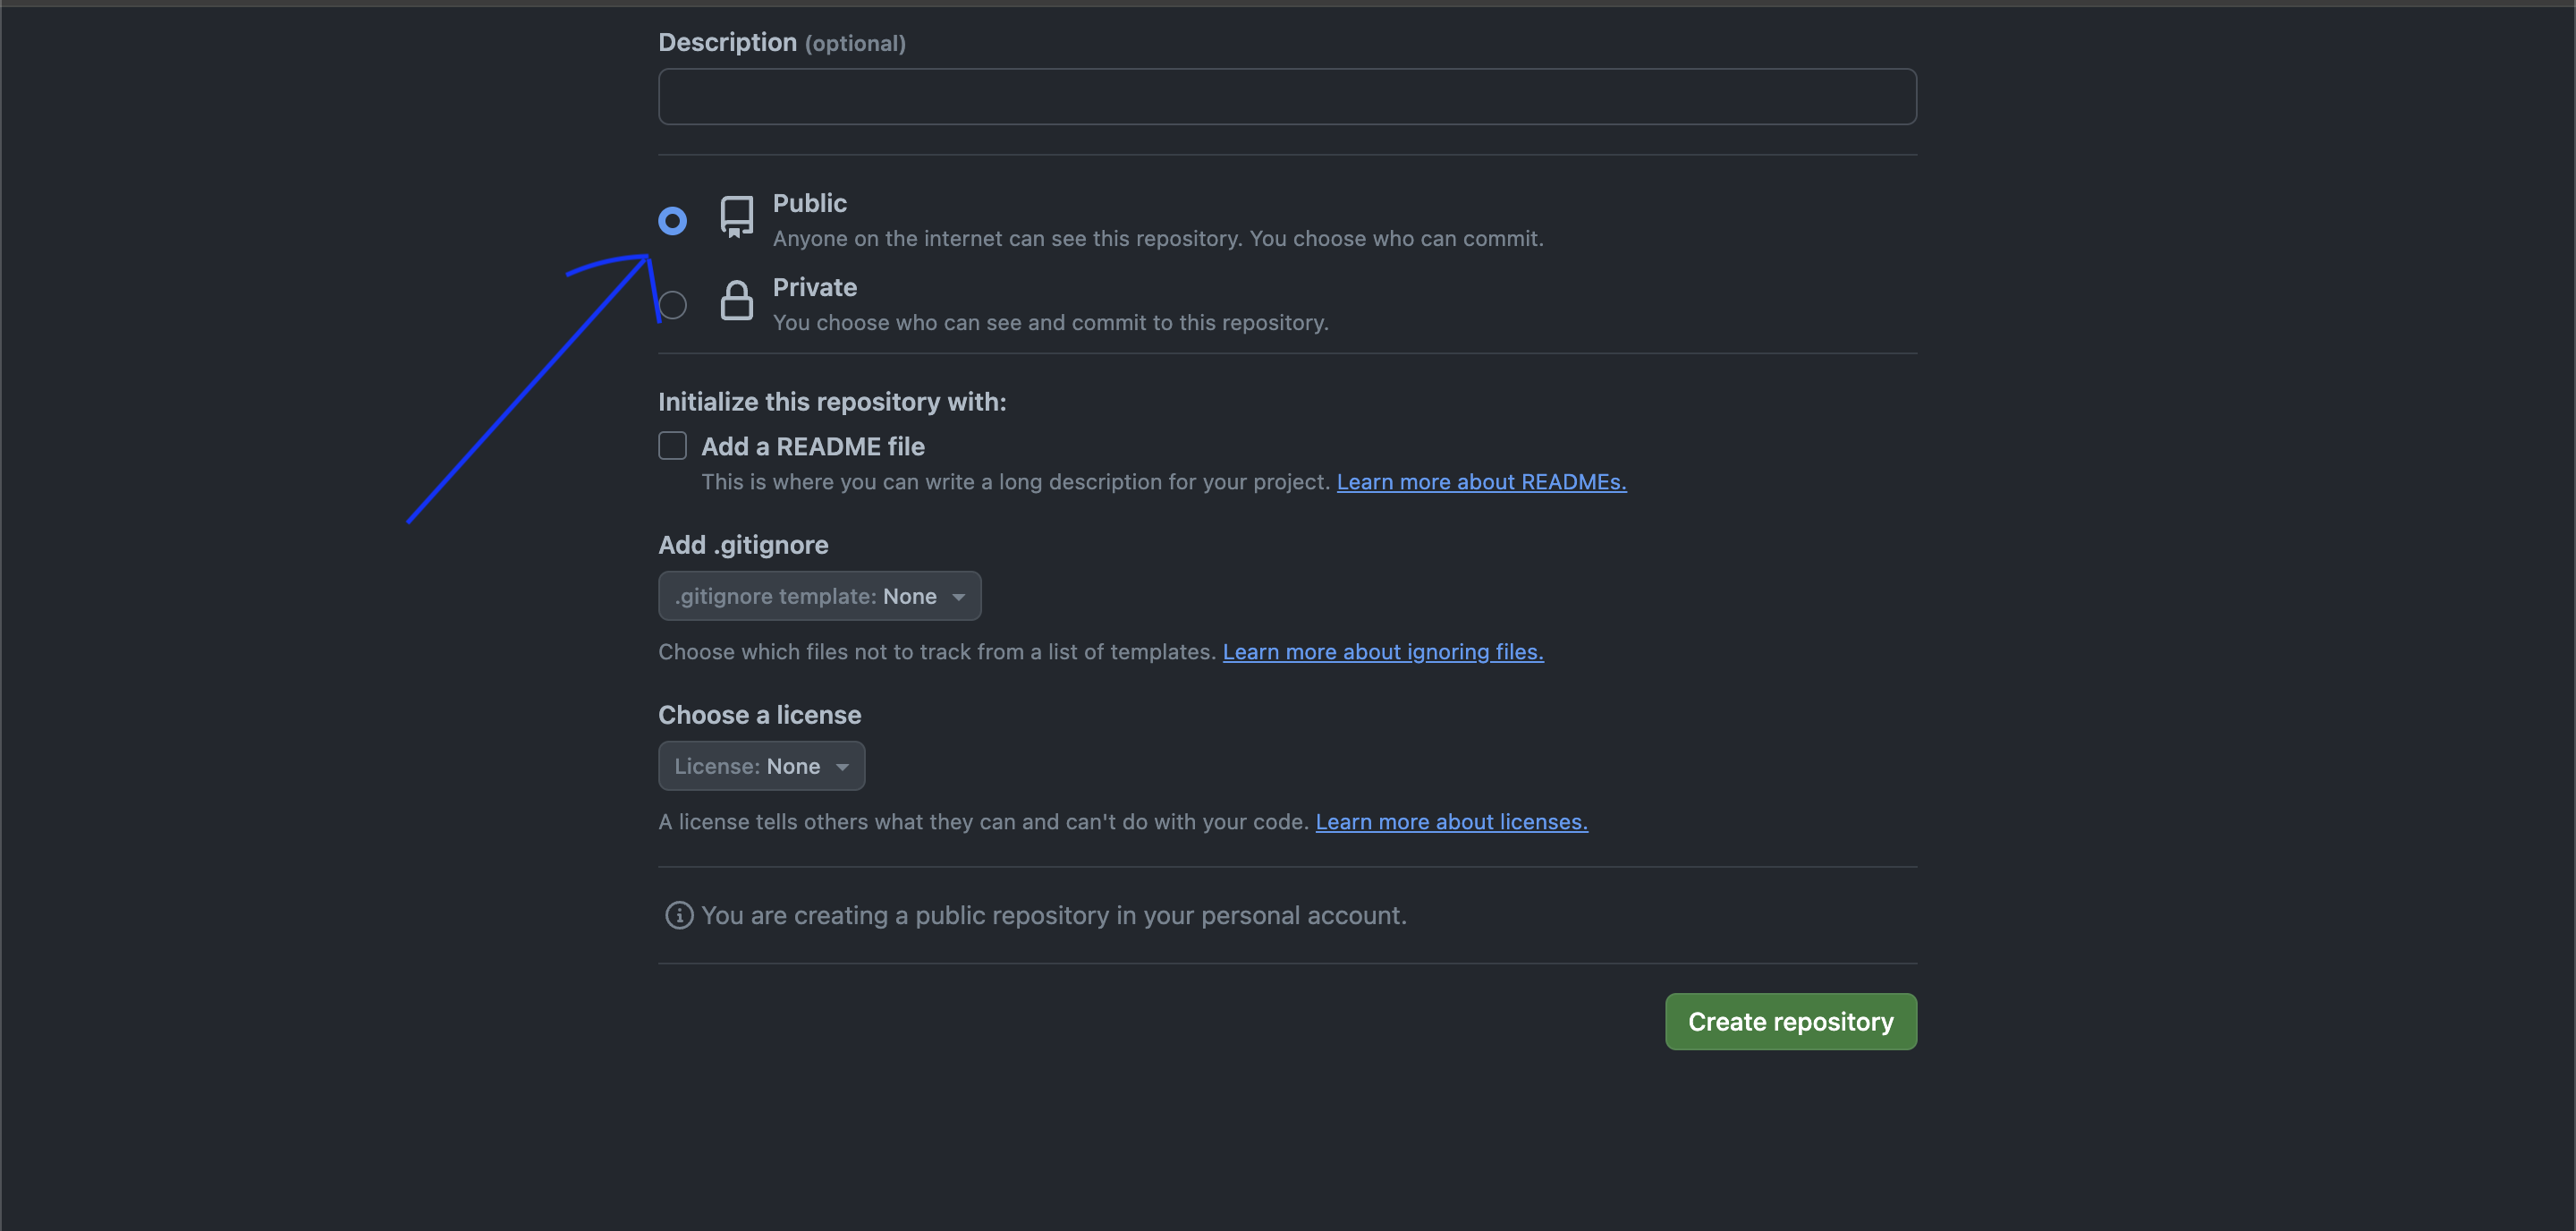 Description (optional)
Public
Anyone on the internet can see this repository. You choose who can commit.
Private
You choose who can see and commit to this repository.
Initialize this repository with:
Add a README file
This is where you can write a long description for your project. Learn more about READMEs.
Add .gitignore
.gitignore template: None
Choose which files not to track from a list of templates. Learn more about ignoring files.
Choose a license
License: None
A license tells others what they can and can't do with your code. Learn more about licenses.
You are creating a public repository in your personal account.
Create repository